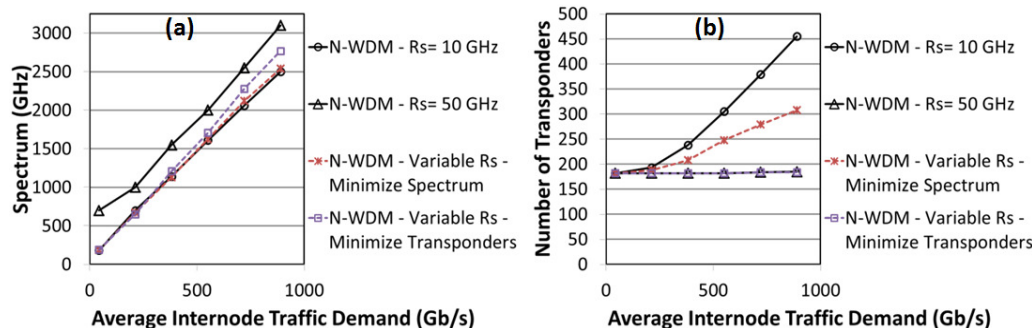 (a)
3000
2500
2000
1500
1000
500
0
Spectrum (GHz)
0 500 1000
Average Internode Traffic Demand (Gb/s)
N-WDM - Rs= 10 GHz
N-WDM - Rs= 50 GHz
N-WDM - Variable Rs -
Minimize Spectrum
N-WDM - Variable Rs -
Minimize Transponders
(b)
500
450
400
350
300
250
200
150
100
50
0
Number of Transponders
0 500 1000
Average Internode Traffic Demand (Gb/s)
N-WDM - Rs= 10 GHz
N-WDM - Rs= 50 GHz
N-WDM - Variable Rs -
Minimize Spectrum
N-WDM - Variable Rs -
Minimize Transponders